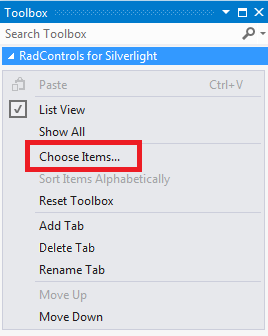 Toolbox
Search Toolbox
RadControls for Silverlight
Paste Ctrl+V
List View
Show All
Choose Items...
Sort Items Alphabetically
Reset Toolbox
Add Tab
Delete Tab
Rename Tab
Move Up
Move Down